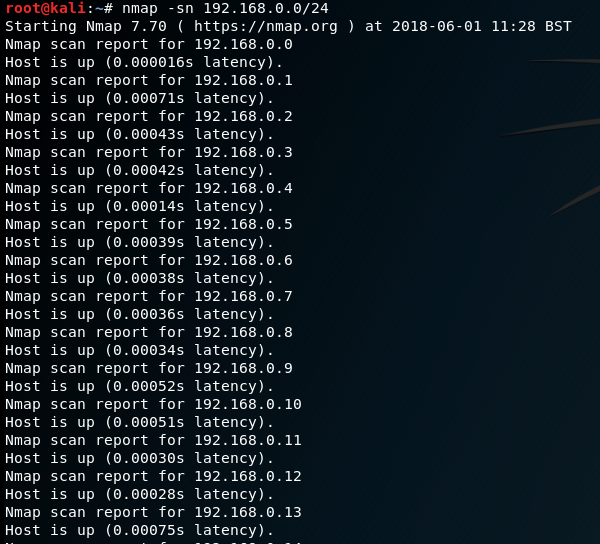 root@kali:~# nmap -sn 192.168.0.0/24
Starting Nmap 7.70 ( https://nmap.org ) at 2018-06-01 11:28 BST
Nmap scan report for 192.168.0.0
Host is up (0.000016s latency).
Nmap scan report for 192.168.0.1
Host is up (0.00071s latency).
Nmap scan report for 192.168.0.2
Host is up (0.00043s latency).
Nmap scan report for 192.168.0.3
Host is up (0.00042s latency).
Nmap scan report for 192.168.0.4
Host is up (0.00014s latency).
Nmap scan report for 192.168.0.5
Host is up (0.00039s latency).
Nmap scan report for 192.168.0.6
Host is up (0.00038s latency).
Nmap scan report for 192.168.0.7
Host is up (0.00036s latency).
Nmap scan report for 192.168.0.8
Host is up (0.00034s latency).
Nmap scan report for 192.168.0.9
Host is up (0.00052s latency).
Nmap scan report for 192.168.0.10
Host is up (0.00051s latency).
Nmap scan report for 192.168.0.11
Host is up (0.00030s latency).
Nmap scan report for 192.168.0.12
Host is up (0.00028s latency).
Nmap scan report for 192.168.0.13
Host is up (0.00075s latency).